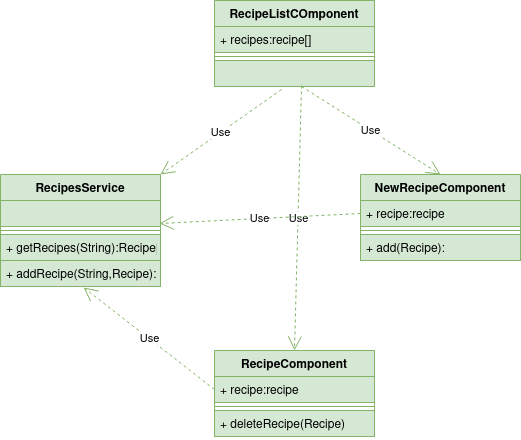 RecipeListCOmponent
+ recipes:recipe[]
Use
Use
RecipesService
+ getRecipes(String):Recipe
+ addRecipe(String,Recipe):
NewRecipeComponent
+ recipe:recipe
+ add(Recipe):
Use
Use
Use
RecipeComponent
+ recipe:recipe
+ deleteRecipe(Recipe)